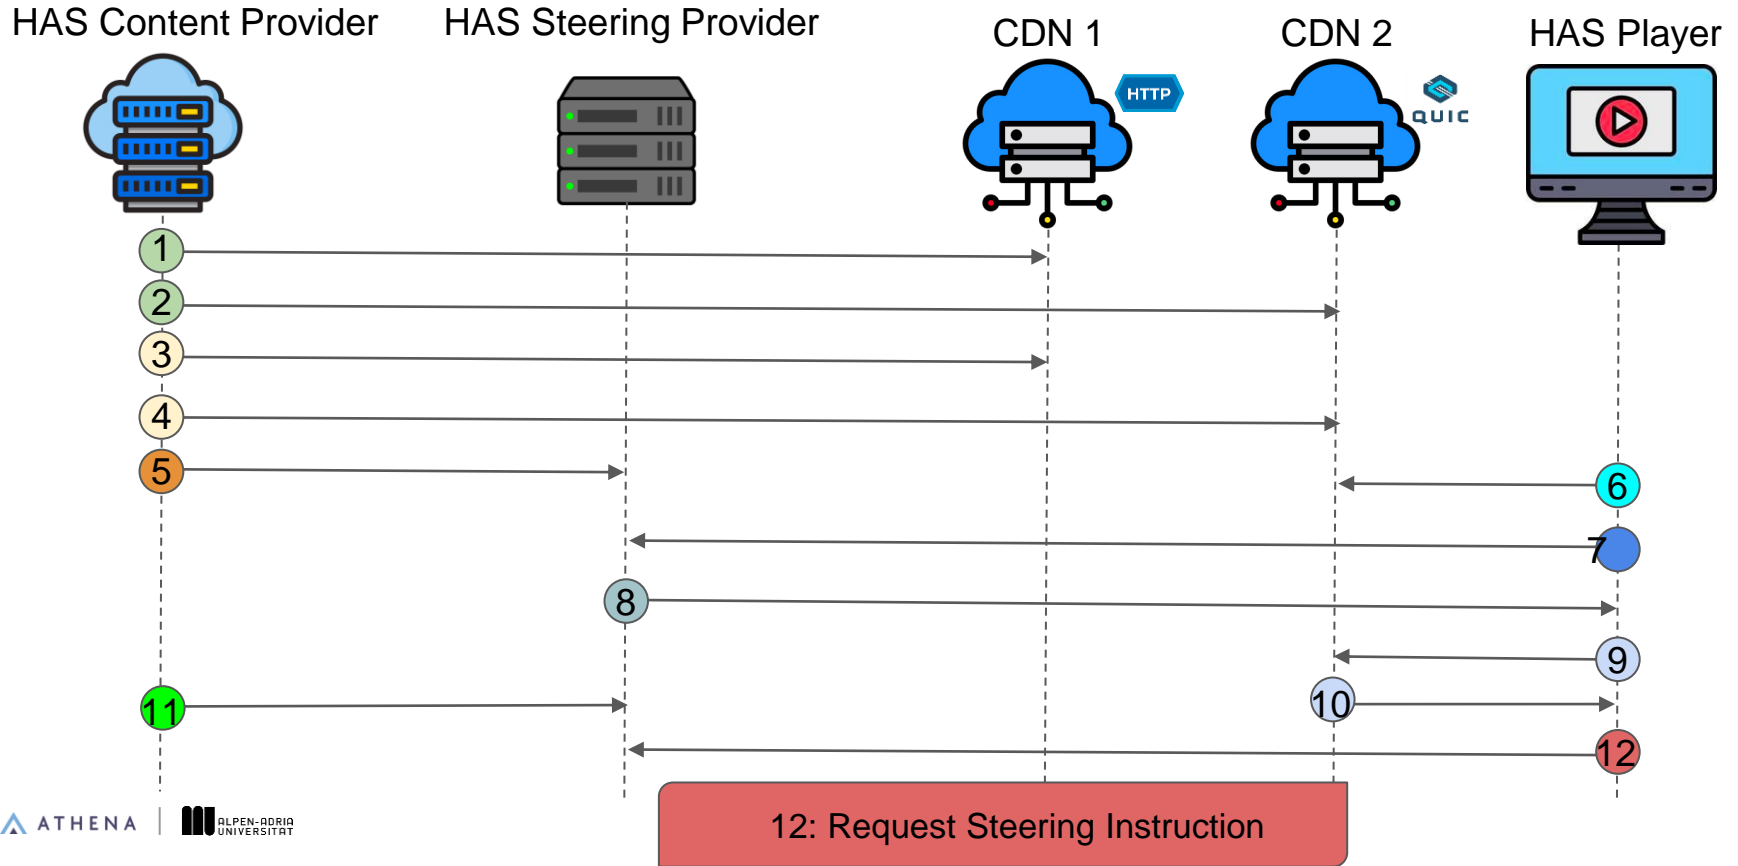 HAS Content Provider
HAS Steering Provider
CDN 1
CDN 2
HAS Player
HTTP
QUIC
1
2
3
4
5
6
7
8
9
10
11
12
12: Request Steering Instruction
ATHENA
ALPEN-ADRIA
UNIVERSITÄT